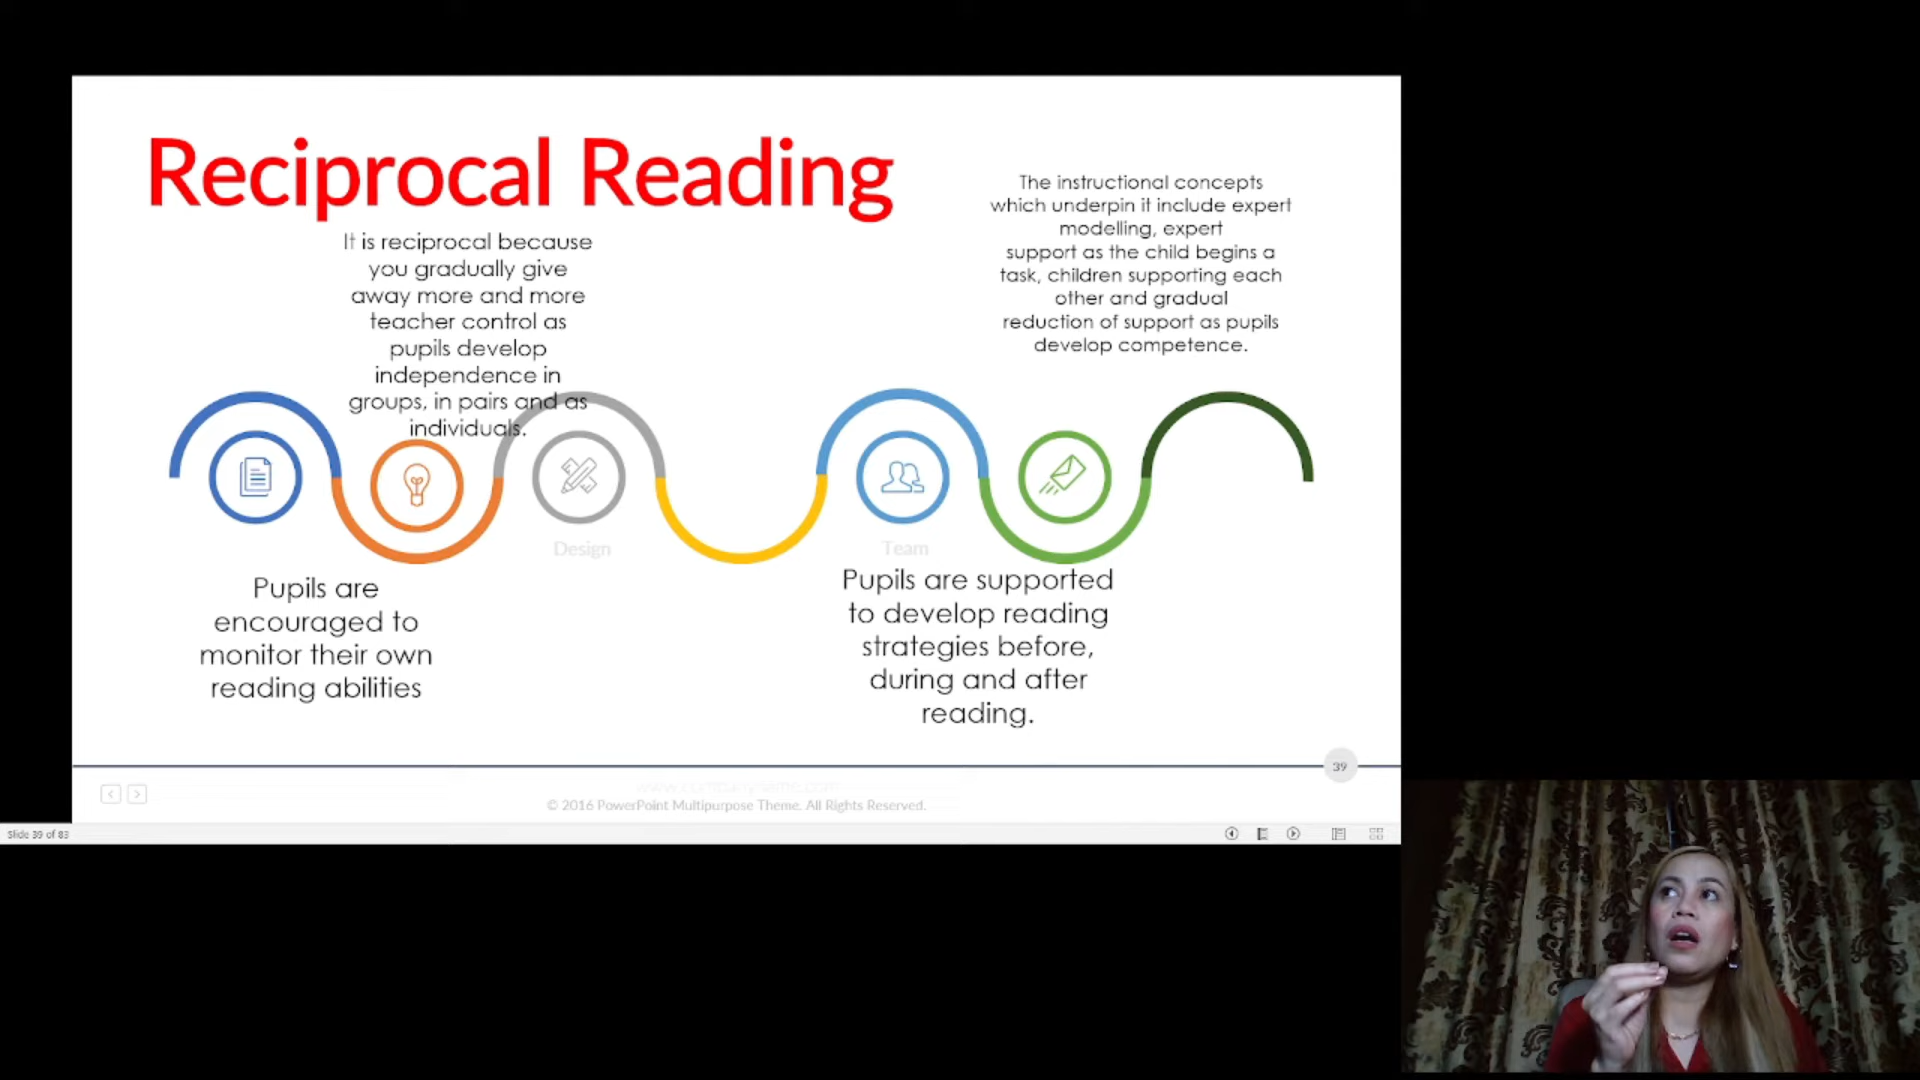 Reciprocal Reading
It is reciprocal because
you gradually give
away more and more
teacher control as
pupils develop
independence in
groups, in pairs and as
individuals.
The instructional concepts
which underpin it include expert
modelling, expert
support as the child begins a
task, children supporting each
other and gradual
reduction of support as pupils
develop competence.
Design
Team
Pupils are
encouraged to
monitor their own
reading abilities
Pupils are supported
to develop reading
strategies before,
during and after
reading.
39
www.companyname.com
© 2016 PowerPoint Multipurpose Theme. All Rights Reserved.
Slide 39 of 83